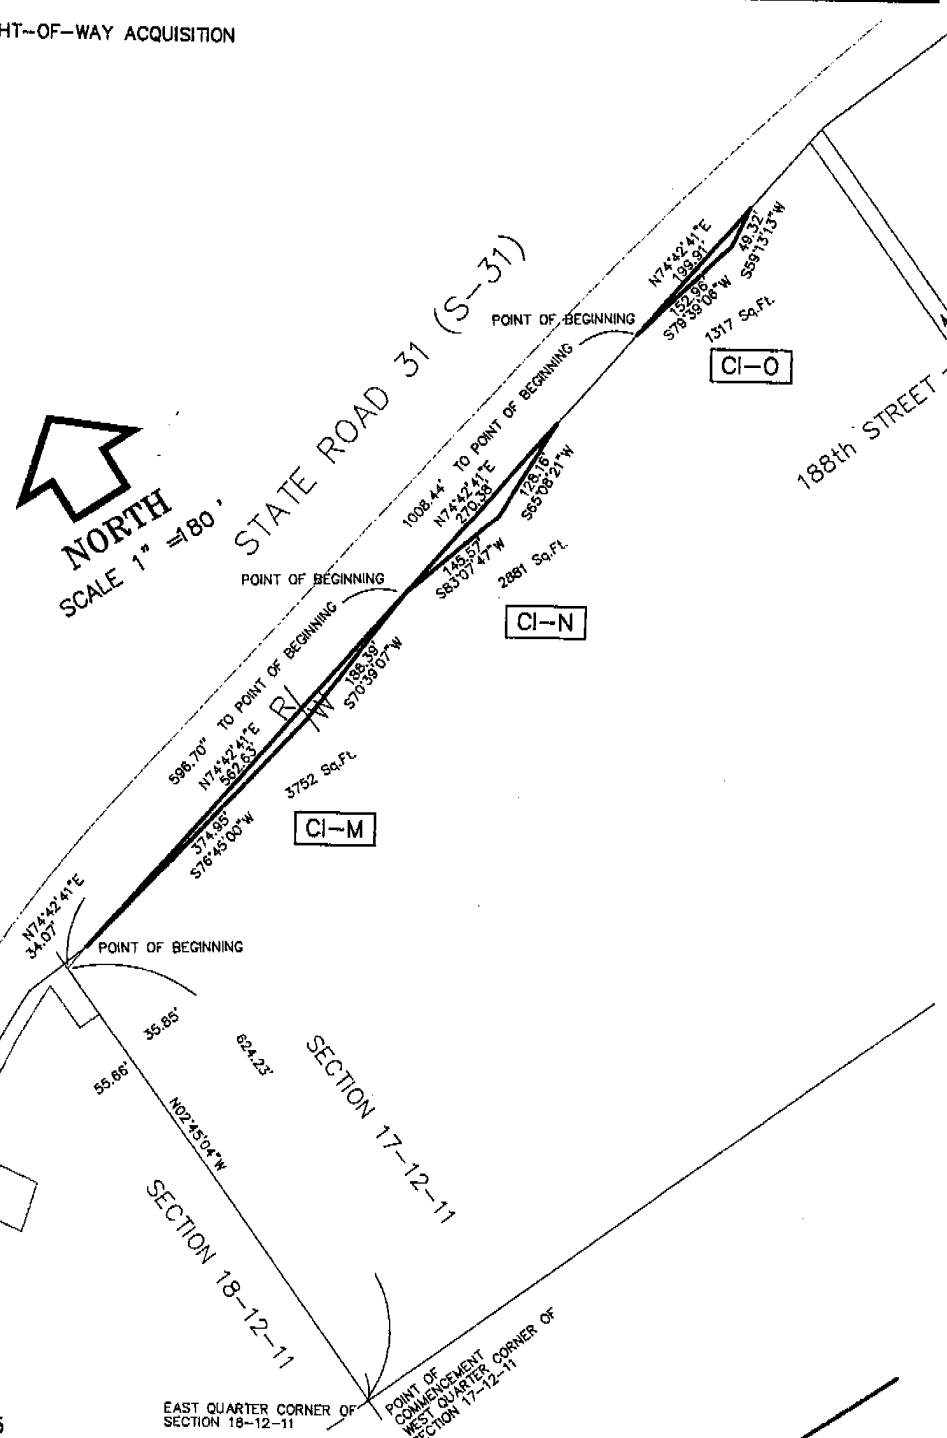 HT-OF-WAY ACQUISITION
N74°42'41"E
199.91'
49.32'
S59°13'13"W
152.96'
S79°39'06"W
1317 Sq.Ft.
CI-O
POINT OF BEGINNING
188th STREET
STATE ROAD 31 (S-31)
1008.44' TO POINT OF BEGINNING
N74°42'41"E
270.38'
128.16'
S65°08'21"W
145.57'
S83°07'47"W
2881 Sq.Ft.
CI-N
NORTH
SCALE 1" =180'
POINT OF BEGINNING
598.70" TO POINT OF BEGINNING
N74°42'41"E
562.63'
R/W
188.39'
S70°39'07"W
3752 Sq.Ft.
CI-M
374.95'
S76°45'00"W
N74°42'41"E
34.07'
POINT OF BEGINNING
35.85'
624.23'
55.66'
N02°45'04"W
SECTION 17-12-11
SECTION 18-12-11
EAST QUARTER CORNER OF
SECTION 18-12-11
POINT OF
COMMENCEMENT
WEST QUARTER CORNER OF
SECTION 17-12-11